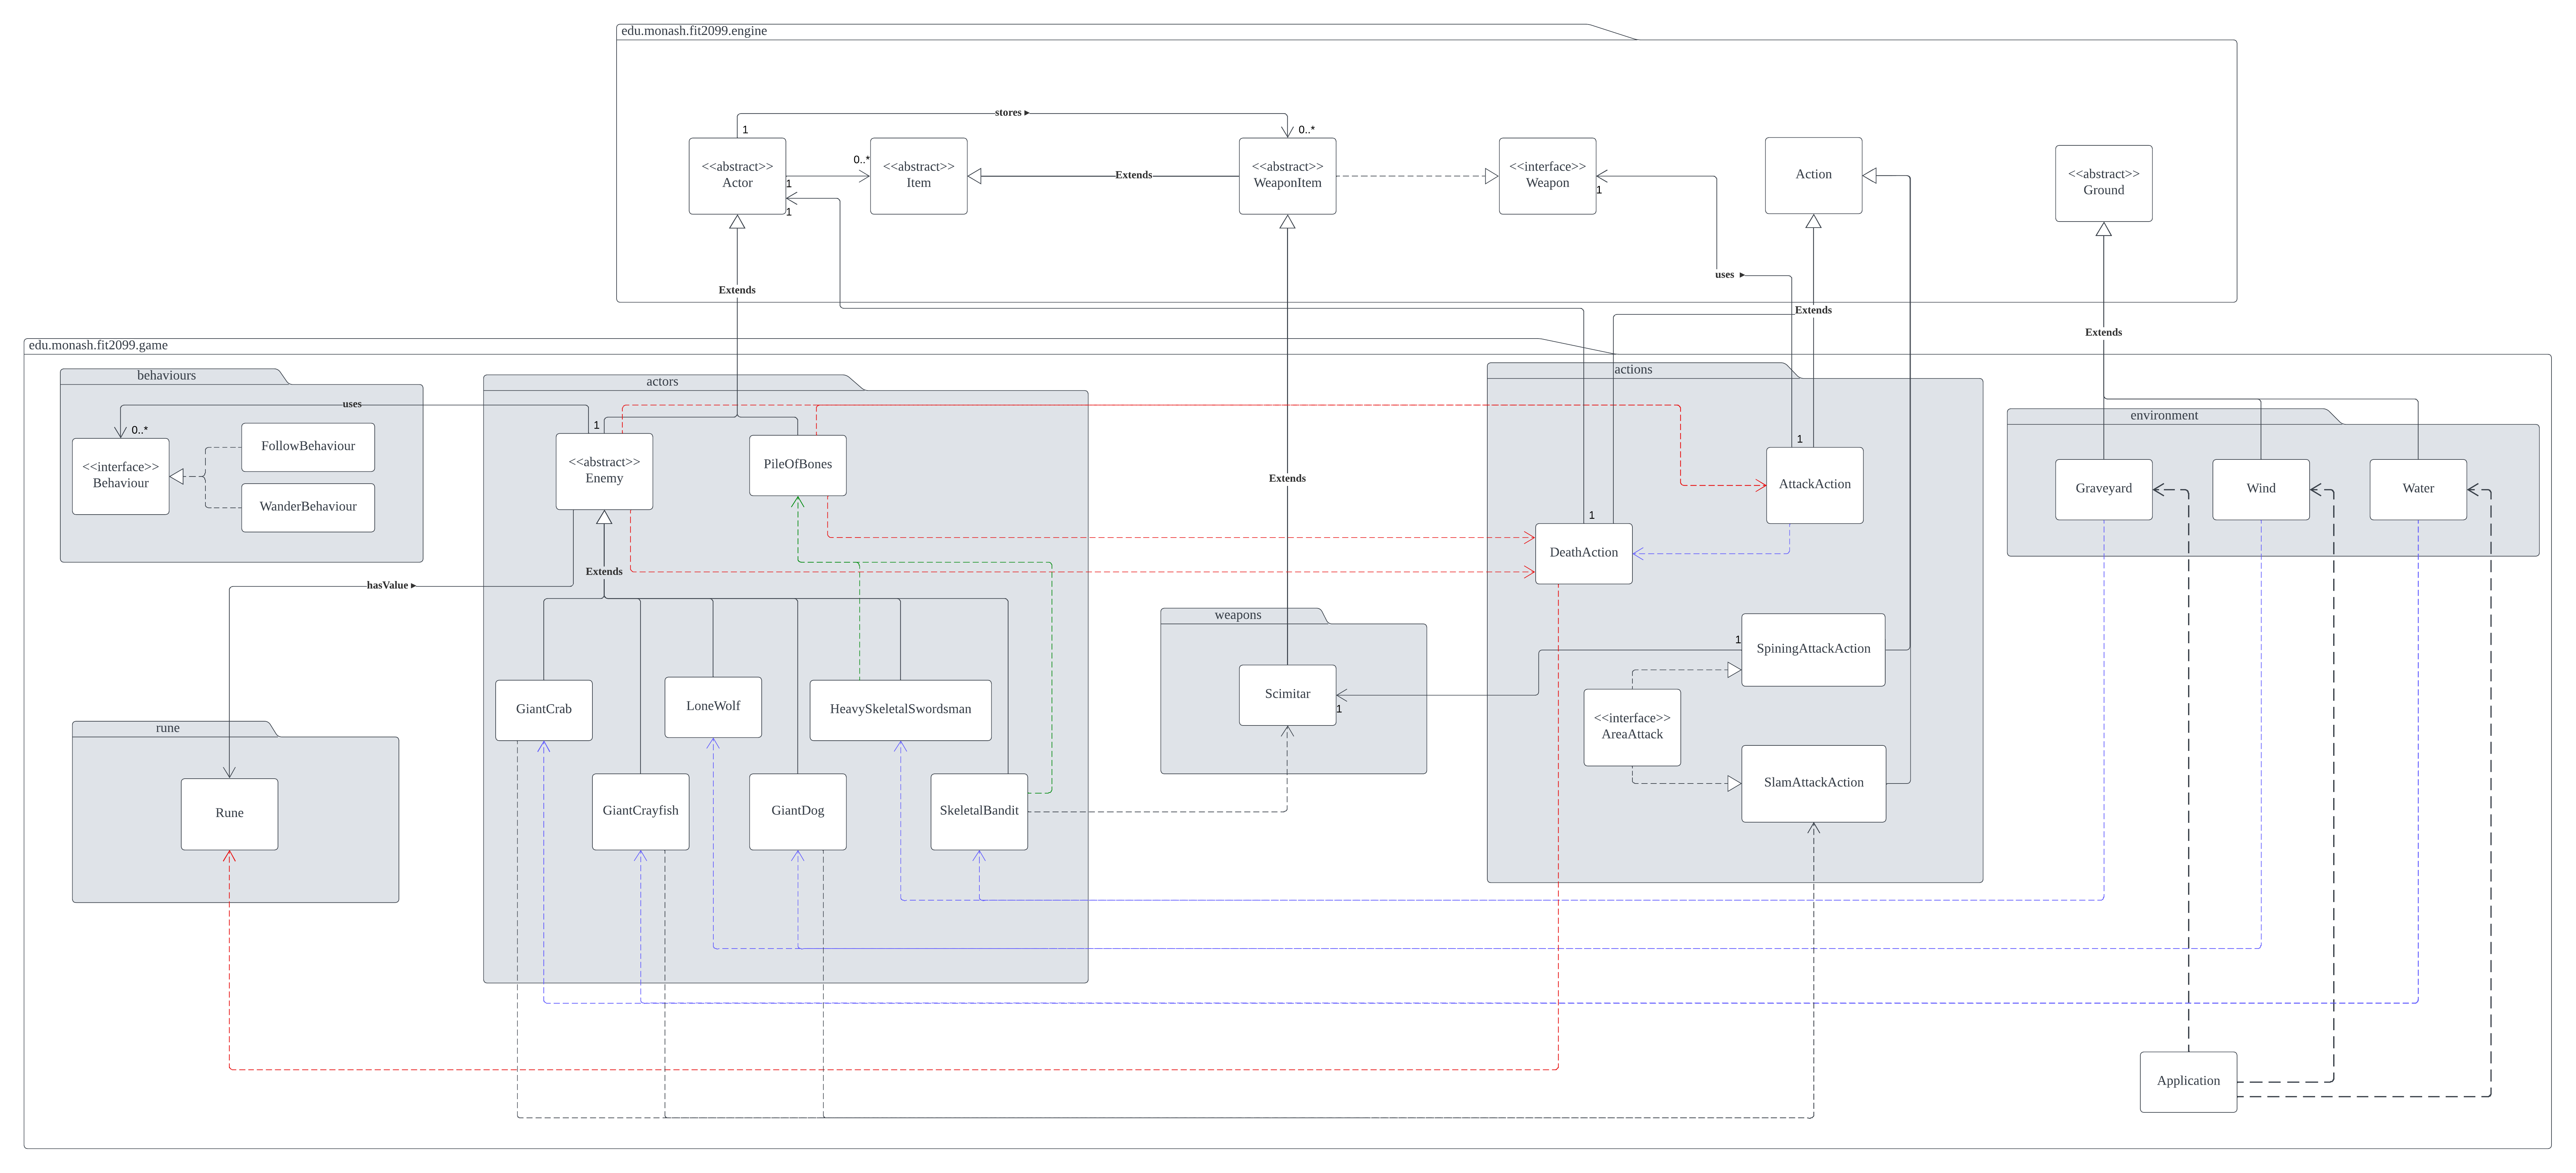 edu.monash.fit2099.engine
stores ▸
1
0..*
<<abstract>>
Actor
0..*
1
1
<<abstract>>
Item
Extends
<<abstract>>
WeaponItem
<<interface>>
Weapon
1
Action
<<abstract>>
Ground
uses ▸
Extends
Extends
Extends
edu.monash.fit2099.game
behaviours
uses
0..*
<<interface>>
Behaviour
FollowBehaviour
WanderBehaviour
actors
1
<<abstract>>
Enemy
PileOfBones
Extends
hasValue ▸
Extends
GiantCrab
LoneWolf
HeavySkeletalSwordsman
GiantCrayfish
GiantDog
SkeletalBandit
rune
Rune
weapons
Scimitar
1
actions
1
AttackAction
1
DeathAction
1
SpiningAttackAction
<<interface>>
AreaAttack
SlamAttackAction
environment
Graveyard
Wind
Water
Application